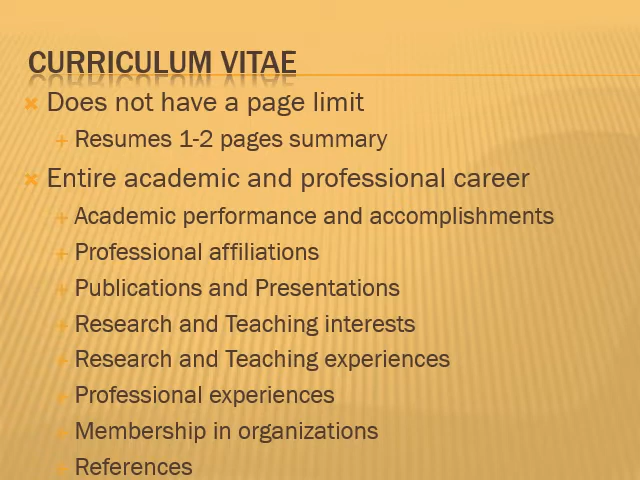 CURRICULUM VITAE
Does not have a page limit
Resumes 1-2 pages summary
Entire academic and professional career
Academic performance and accomplishments
Professional affiliations
Publications and Presentations
Research and Teaching interests
Research and Teaching experiences
Professional experiences
Membership in organizations
References